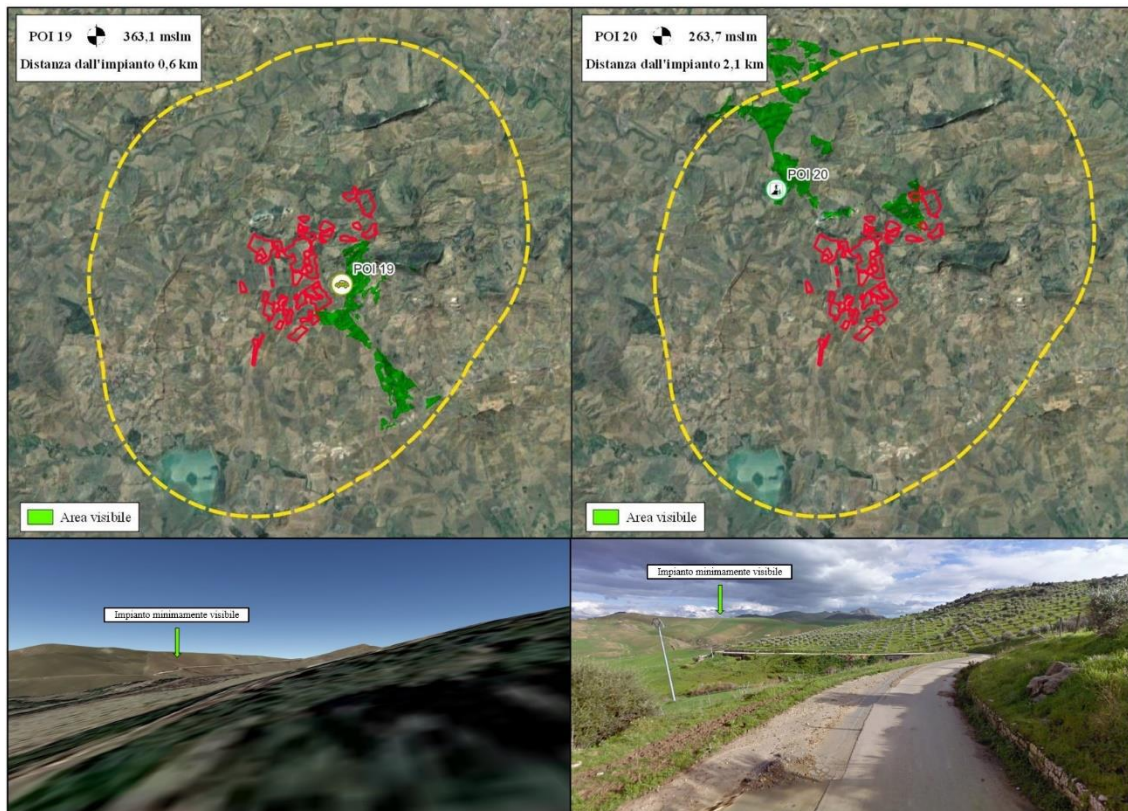 POI 19 363,1 mslm
Distanza dall'impianto 0,6 km
POI 19
Area visibile
POI 20 263,7 mslm
Distanza dall'impianto 2,1 km
POI 20
Area visibile
Impianto minimamente visibile
Impianto minimamente visibile